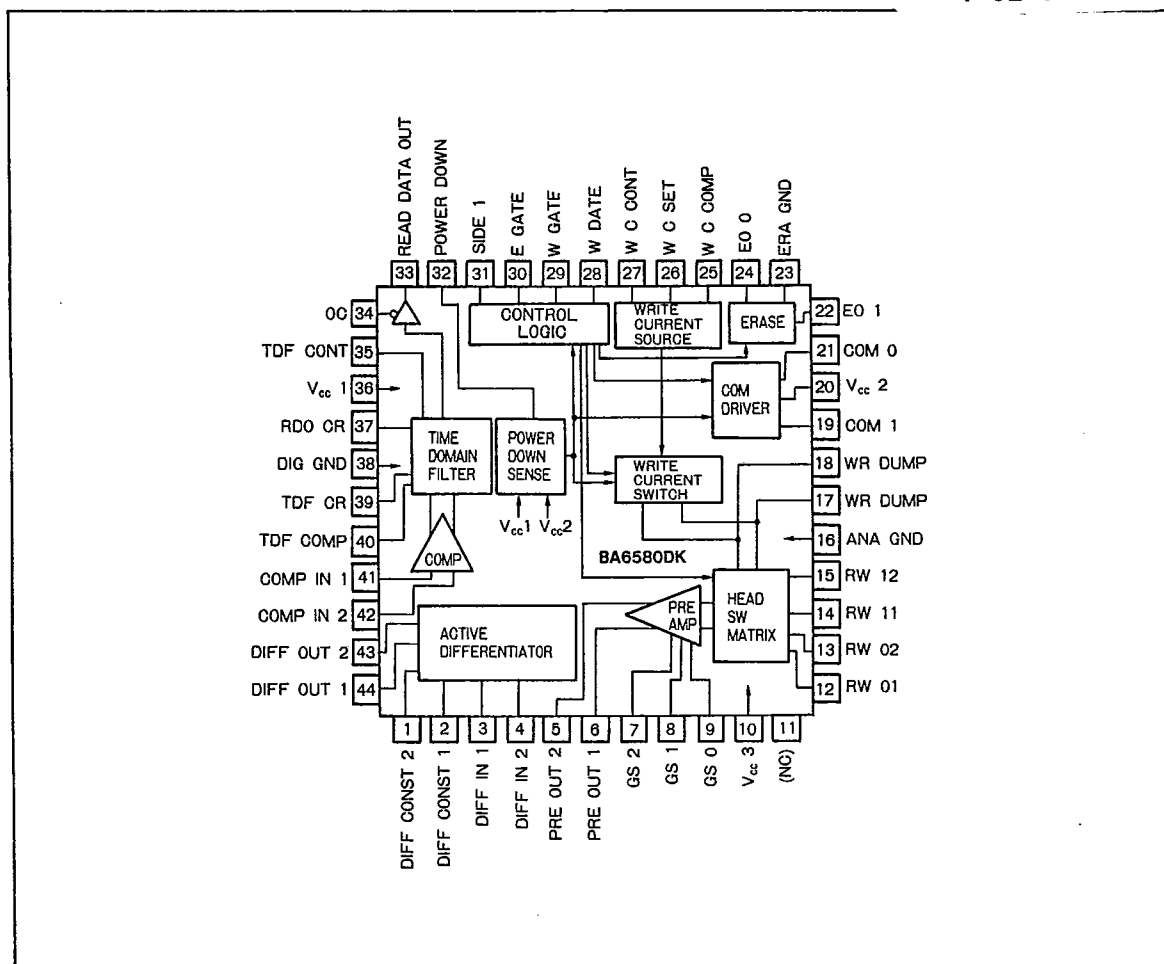 READ DATA OUT
POWER DOWN
SIDE 1
E GATE
W GATE
W DATE
W C CONT
W C SET
W C COMP
EO 0
ERA GND
33
32
31
30
29
28
27
26
25
24
23
OC 34
TDF CONT 35
Vcc 1 36
RDO CR 37
DIG GND 38
TDF CR 39
TDF COMP 40
COMP IN 1 41
COMP IN 2 42
DIFF OUT 2 43
DIFF OUT 1 44
CONTROL
LOGIC
WRITE
CURRENT
SOURCE
ERASE
COM
DRIVER
TIME
DOMAIN
FILTER
POWER
DOWN
SENSE
Vcc1 Vcc2
WRITE
CURRENT
SWITCH
COMP
BA6580DK
ACTIVE
DIFFERENTIATOR
PRE
AMP
HEAD
SW
MATRIX
22 EO 1
21 COM 0
20 Vcc 2
19 COM 1
18 WR DUMP
17 WR DUMP
16 ANA GND
15 RW 12
14 RW 11
13 RW 02
12 RW 01
1
2
3
4
5
6
7
8
9
10
11
DIFF CONST 2
DIFF CONST 1
DIFF IN 1
DIFF IN 2
PRE OUT 2
PRE OUT 1
GS 2
GS 1
GS 0
Vcc 3
(NC)